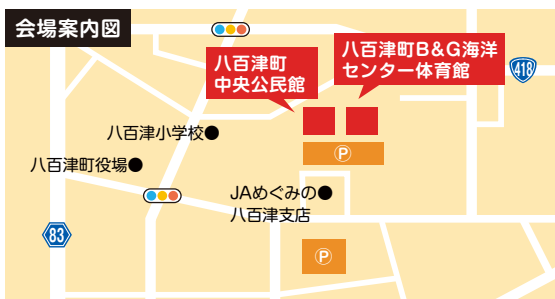 会場案内図
八百津町
中央公民館
八百津町B&G海洋
センター体育館
418
八百津小学校●
P
八百津町役場●
JAめぐみの●
八百津支店
83
P